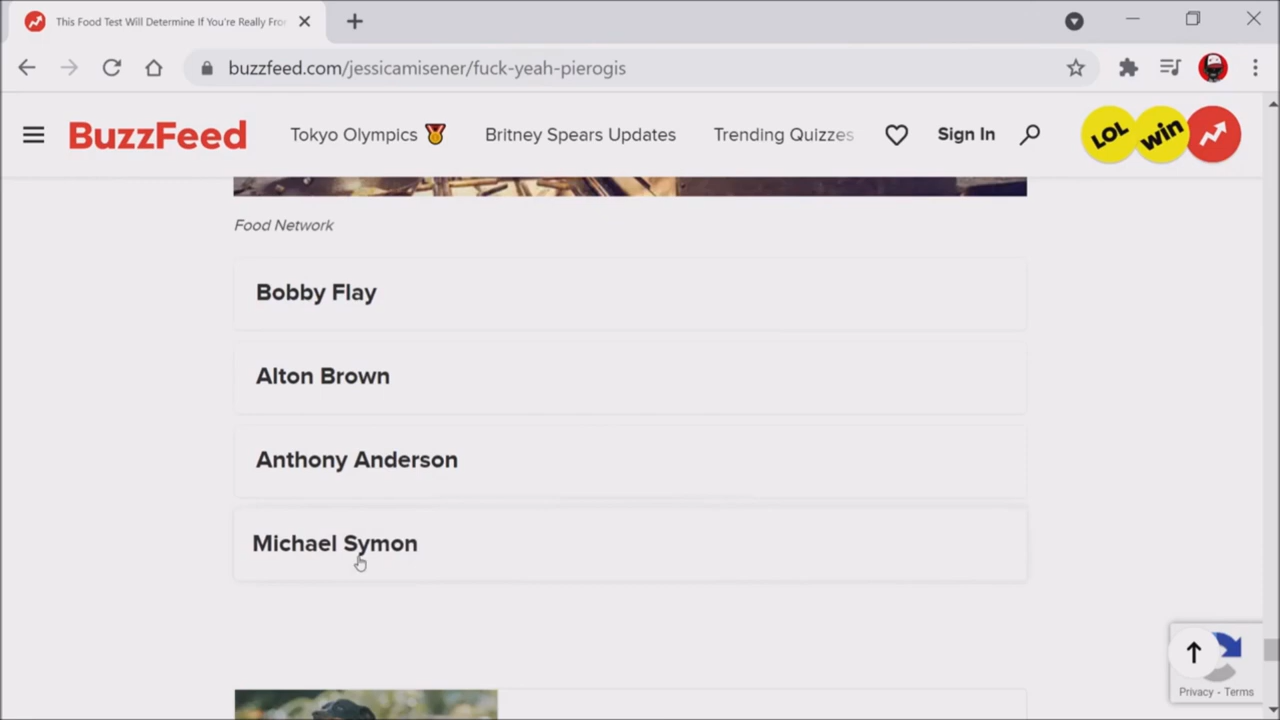 This Food Test Will Determine If You're Really Fro
buzzfeed.com/jessicamisener/fuck-yeah-pierogis
BuzzFeed
Tokyo Olympics
Britney Spears Updates
Trending Quizzes
Sign In
LOL
win
Food Network
Bobby Flay
Alton Brown
Anthony Anderson
Michael Symon
Privacy - Terms